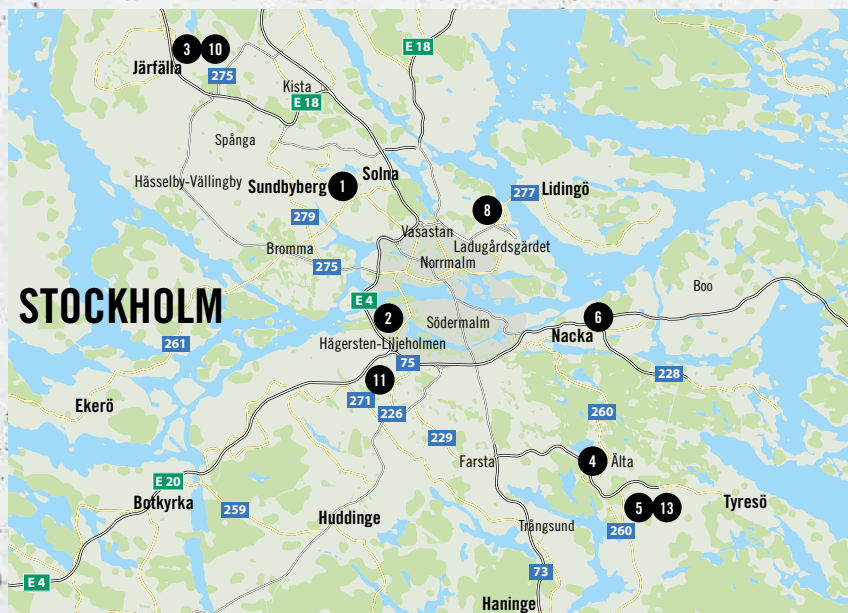 E 18
3
10
Järfälla
275
Kista
E 18
Spånga
Hässelby-Vällingby
Sundbyberg
1
Solna
277
Lidingö
8
279
Vasastan
Ladugårdsgärdet
Bromma
275
Norrmalm
Boo
STOCKHOLM
E 4
2
Södermalm
6
Nacka
261
Hägersten-Liljeholmen
75
11
228
271
226
260
Ekerö
229
Farsta
4
Älta
E 20
Botkyrka
259
5
13
Tyresö
Huddinge
Trångsund
260
E 4
73
Haninge